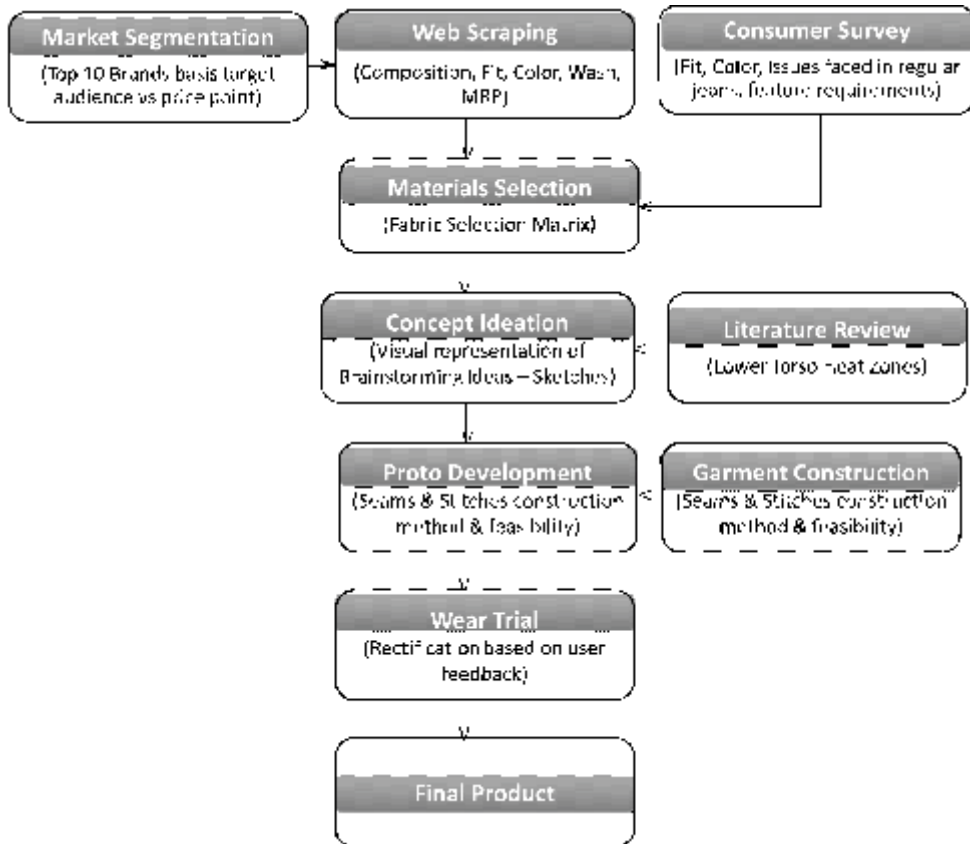 Market Segmentation
(Top 10 Brands basis target
audience vs price point)
Web Scraping
(Composition, Fit, Color, Wash,
MRP)
Consumer Survey
(Fit, Color, Issues faced in regular
jeans, feature requirements)
Materials Selection
(Fabric Selection Matrix)
Concept Ideation
(Visual representation of
Brainstorming Ideas – Sketches)
Literature Review
(Lower Torso Heat Zones)
Proto Development
(Seams & Stitches construction
method & feasibility)
Garment Construction
(Seams & Stitches construction
method & feasibility)
Wear Trial
(Rectification based on user
feedback)
Final Product